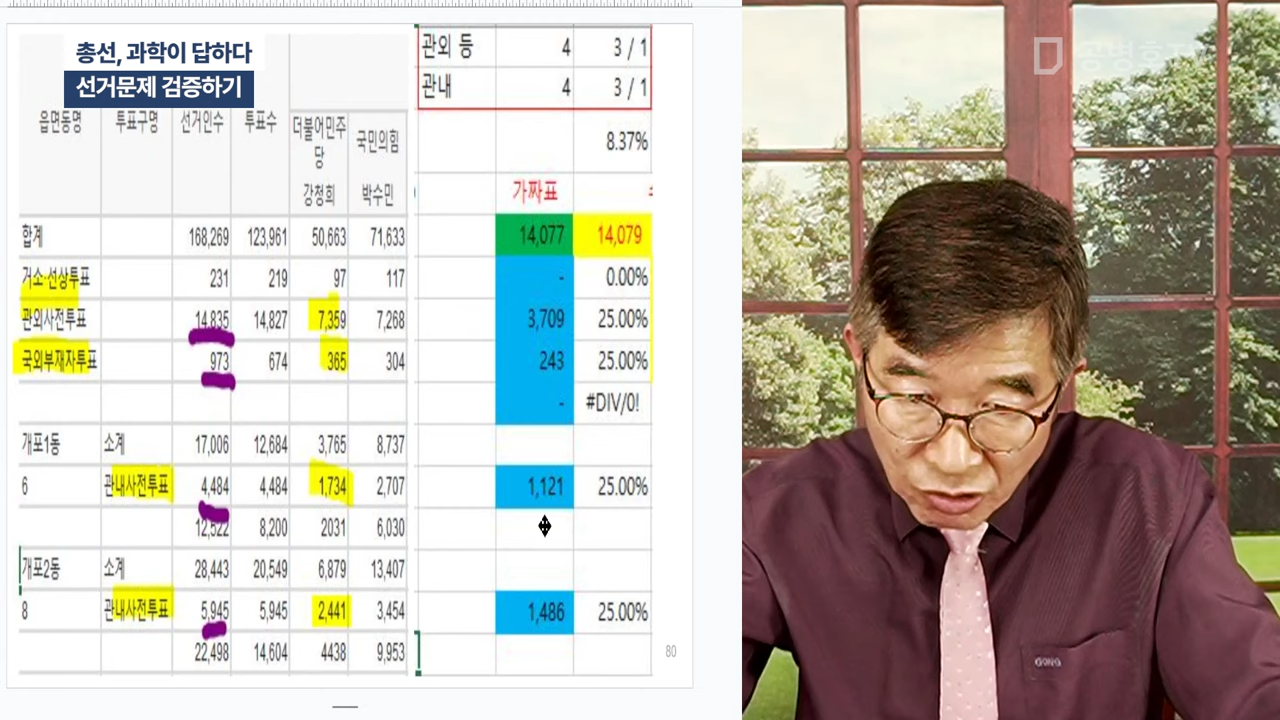 총선, 과학이 답하다
선거문제 검증하기
공병호
관외 등 4 3 / 1
관내 4 3 / 1
8.37%
읍면동명 투표구명 선거인수 투표수 더불어민주당 강청희 국민의힘 박수민
가짜표
합계 168,269 123,961 50,663 71,633 14,077 14,079
거소·선상투표 231 219 97 117 - 0.00%
관외사전투표 14,835 14,827 7,359 7,268 3,709 25.00%
국외부재자투표 973 674 365 304 243 25.00%
- #DIV/0!
개포1동 소계 17,006 12,684 3,765 8,737
6 관내사전투표 4,484 4,484 1,734 2,707 1,121 25.00%
12,522 8,200 2031 6,030
개포2동 소계 28,443 20,549 6,879 13,407
8 관내사전투표 5,945 5,945 2,441 3,454 1,486 25.00%
22,498 14,604 4438 9,953
80
GONG